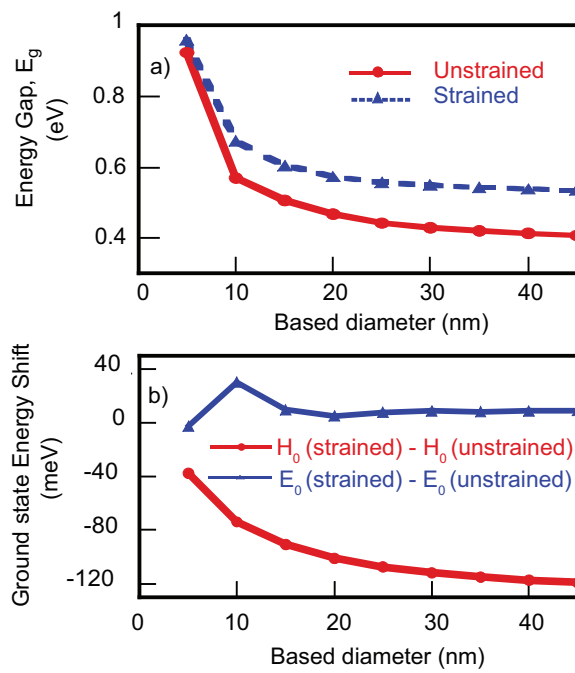 1
0.8
0.6
0.4
Energy Gap, E_g
(eV)
a)
Unstrained
Strained
0 10 20 30 40
Based diameter (nm)
40
0
-40
-80
-120
Ground state Energy Shift
(meV)
b)
H_0 (strained) - H_0 (unstrained)
E_0 (strained) - E_0 (unstrained)
0 10 20 30 40
Based diameter (nm)